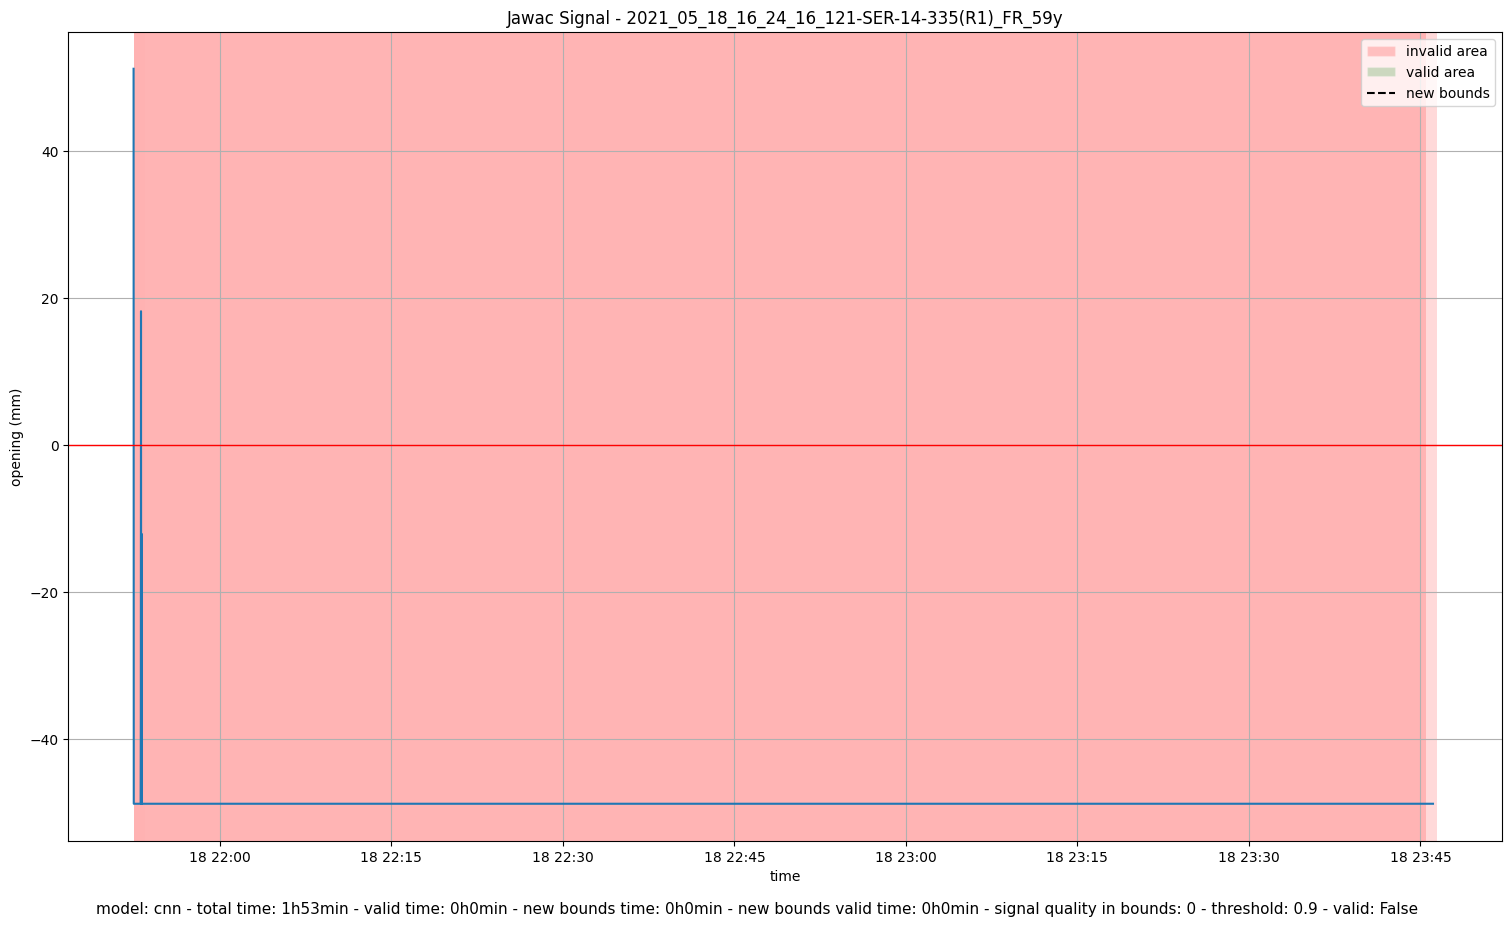 Jawac Signal - 2021_05_18_16_24_16_121-SER-14-335(R1)_FR_59y
invalid area
valid area
new bounds
40
20
0
−20
−40
opening (mm)
18 22:00 18 22:15 18 22:30 18 22:45 18 23:00 18 23:15 18 23:30 18 23:45
time
model: cnn - total time: 1h53min - valid time: 0h0min - new bounds time: 0h0min - new bounds valid time: 0h0min - signal quality in bounds: 0 - threshold: 0.9 - valid: False